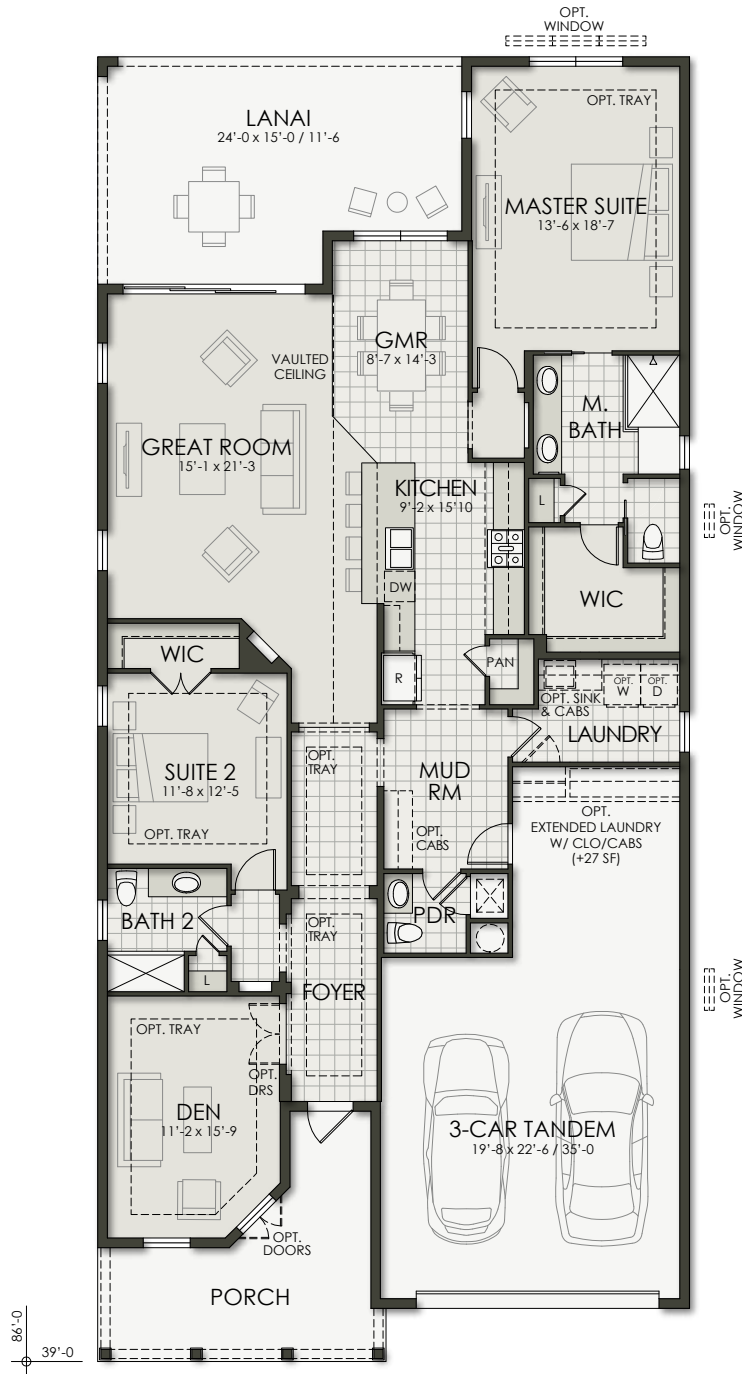 OPT.
WINDOW
LANAI
24'-0 x 15'-0 / 11'-6
OPT. TRAY
MASTER SUITE
13'-6 x 18'-7
GMR
8'-7 x 14'-3
VAULTED
CEILING
M.
BATH
GREAT ROOM
15'-1 x 21'-3
KITCHEN
9'-2 x 15'10
L
OPT.
WINDOW
DW
WIC
WIC
PAN
R
OPT. SINK
& CABS
OPT.
W
OPT.
D
LAUNDRY
SUITE 2
11'-8 x 12'-5
OPT. TRAY
OPT.
TRAY
MUD
RM
OPT.
CABS
OPT.
EXTENDED LAUNDRY
W/ CLO/CABS
(+27 SF)
BATH 2
L
OPT.
TRAY
FOYER
PDR
OPT.
WINDOW
OPT. TRAY
OPT.
DRS
DEN
11'-2 x 15'-9
3-CAR TANDEM
19'-8 x 22'-6 / 35'-0
OPT.
DOORS
PORCH
86'-0
39'-0